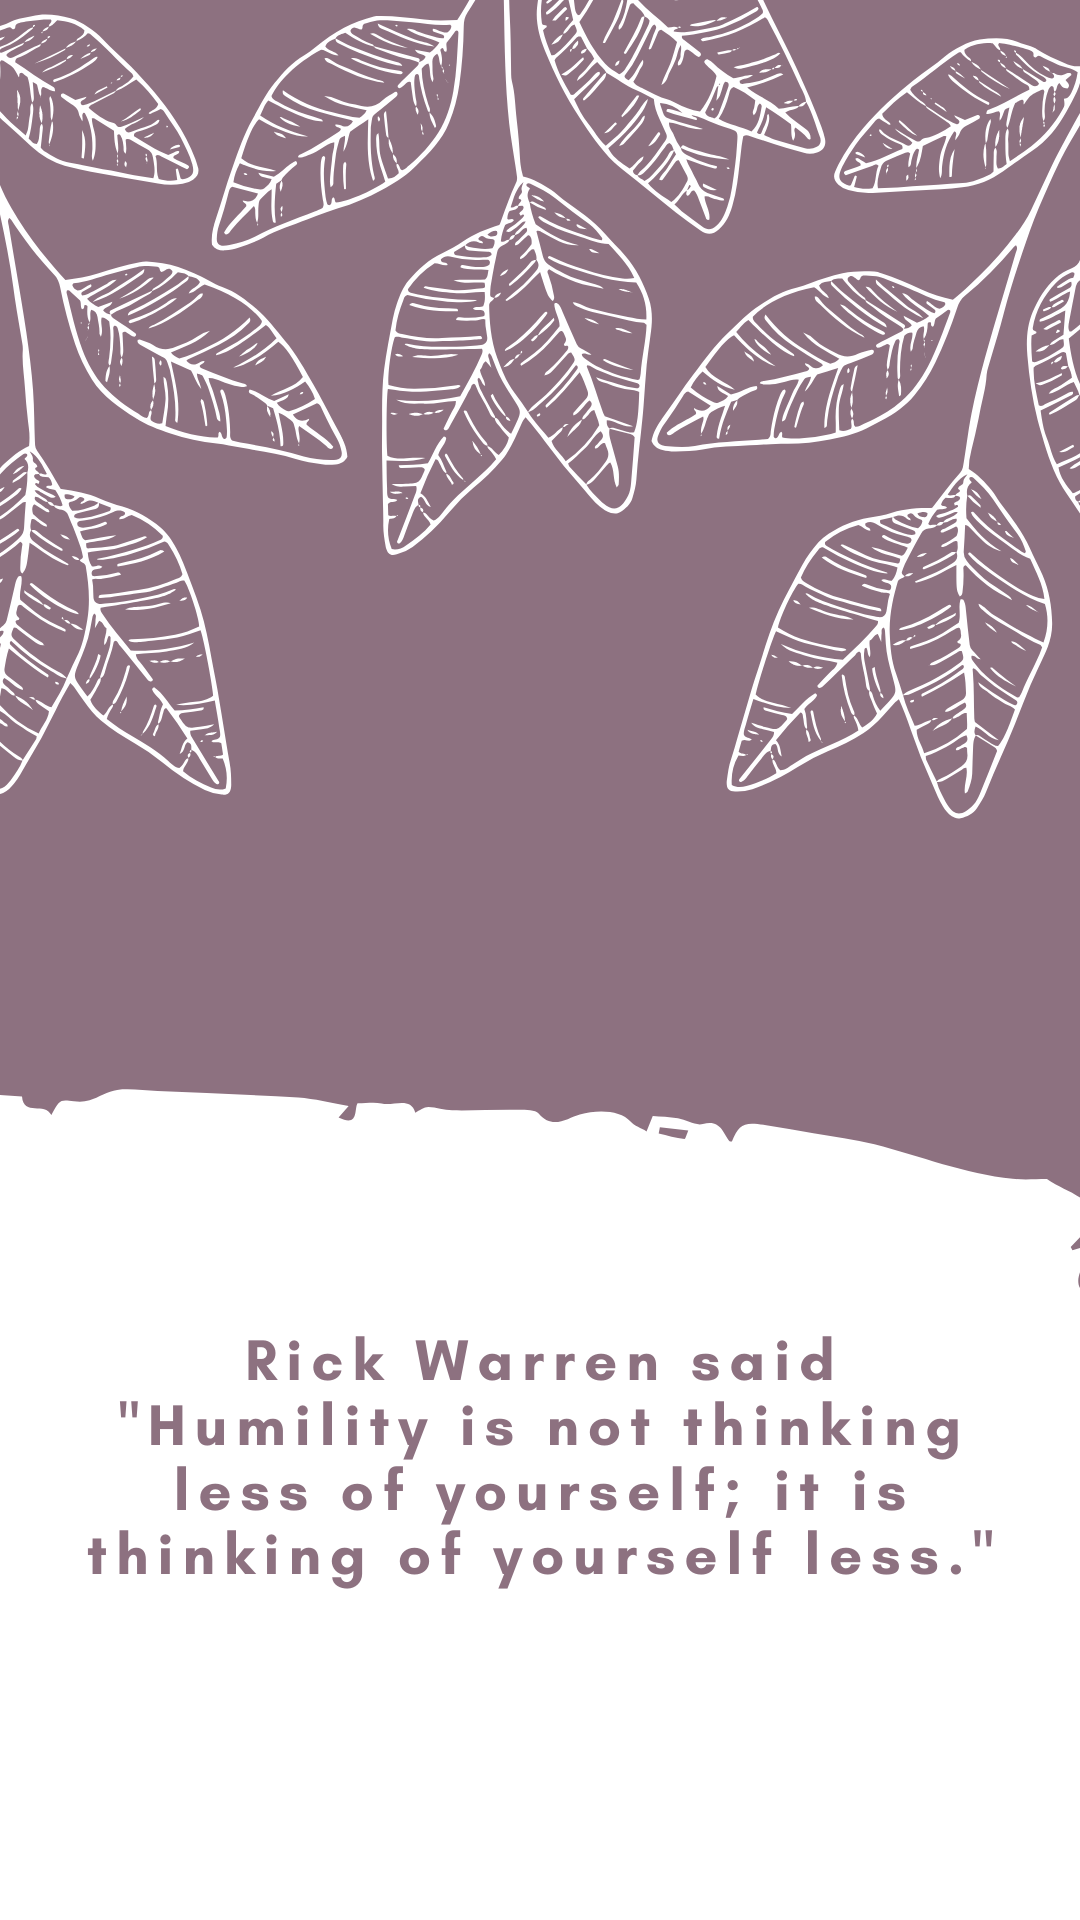 Rick Warren said
"Humility is not thinking
less of yourself; it is
thinking of yourself less."